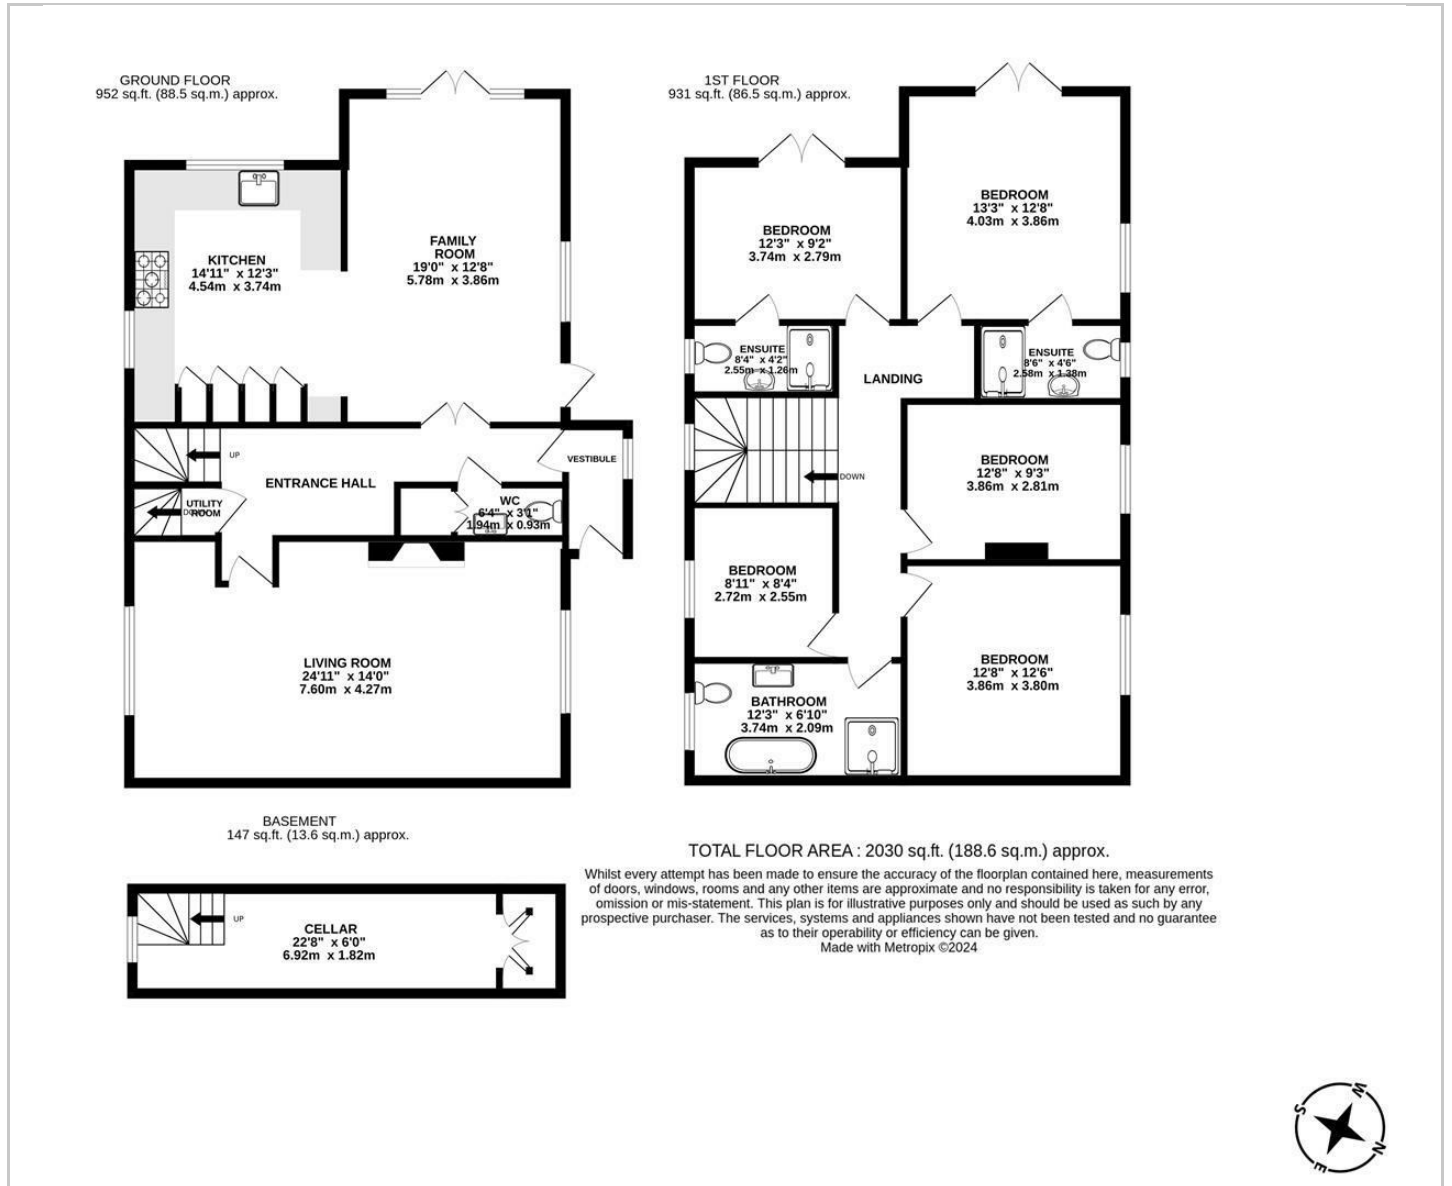 GROUND FLOOR
952 sq.ft. (88.5 sq.m.) approx.
KITCHEN
14'11" x 12'3"
4.54m x 3.74m
FAMILY
ROOM
19'0" x 12'8"
5.78m x 3.86m
UP
ENTRANCE HALL
VESTIBULE
UTILITY
ROOM
WC
6'4" x 3'1"
1.94m x 0.93m
LIVING ROOM
24'11" x 14'0"
7.60m x 4.27m
1ST FLOOR
931 sq.ft. (86.5 sq.m.) approx.
BEDROOM
12'3" x 9'2"
3.74m x 2.79m
BEDROOM
13'3" x 12'8"
4.03m x 3.86m
ENSUITE
8'4" x 4'2"
2.55m x 1.26m
LANDING
ENSUITE
8'6" x 4'6"
2.58m x 1.38m
DOWN
BEDROOM
12'8" x 9'3"
3.86m x 2.81m
BEDROOM
8'11" x 8'4"
2.72m x 2.55m
BEDROOM
12'8" x 12'6"
3.86m x 3.80m
BATHROOM
12'3" x 6'10"
3.74m x 2.09m
BASEMENT
147 sq.ft. (13.6 sq.m.) approx.
UP
CELLAR
22'8" x 6'0"
6.92m x 1.82m
TOTAL FLOOR AREA : 2030 sq.ft. (188.6 sq.m.) approx.
Whilst every attempt has been made to ensure the accuracy of the floorplan contained here, measurements
of doors, windows, rooms and any other items are approximate and no responsibility is taken for any error,
omission or mis-statement. This plan is for illustrative purposes only and should be used as such by any
prospective purchaser. The services, systems and appliances shown have not been tested and no guarantee
as to their operability or efficiency can be given.
Made with Metropix ©2024
W
S
N
E